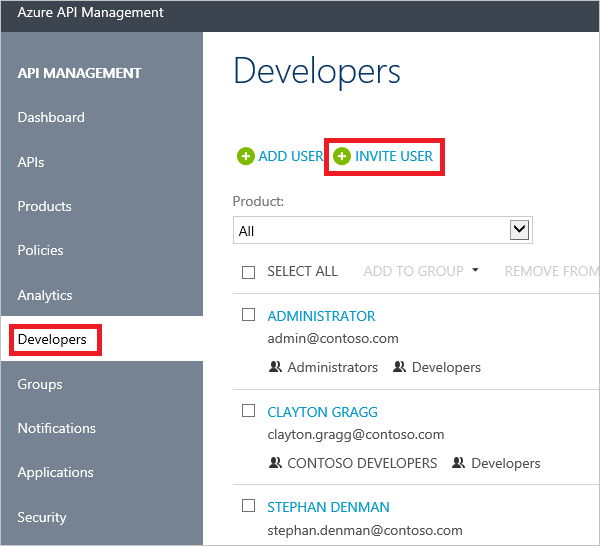 Azure API Management
API MANAGEMENT
Dashboard
APIs
Products
Policies
Analytics
Developers
Groups
Notifications
Applications
Security
Developers
ADD USER INVITE USER
Product:
All
SELECT ALL ADD TO GROUP REMOVE FROM
ADMINISTRATOR
admin@contoso.com
Administrators Developers
CLAYTON GRAGG
clayton.gragg@contoso.com
CONTOSO DEVELOPERS Developers
STEPHAN DENMAN
stephan.denman@contoso.com